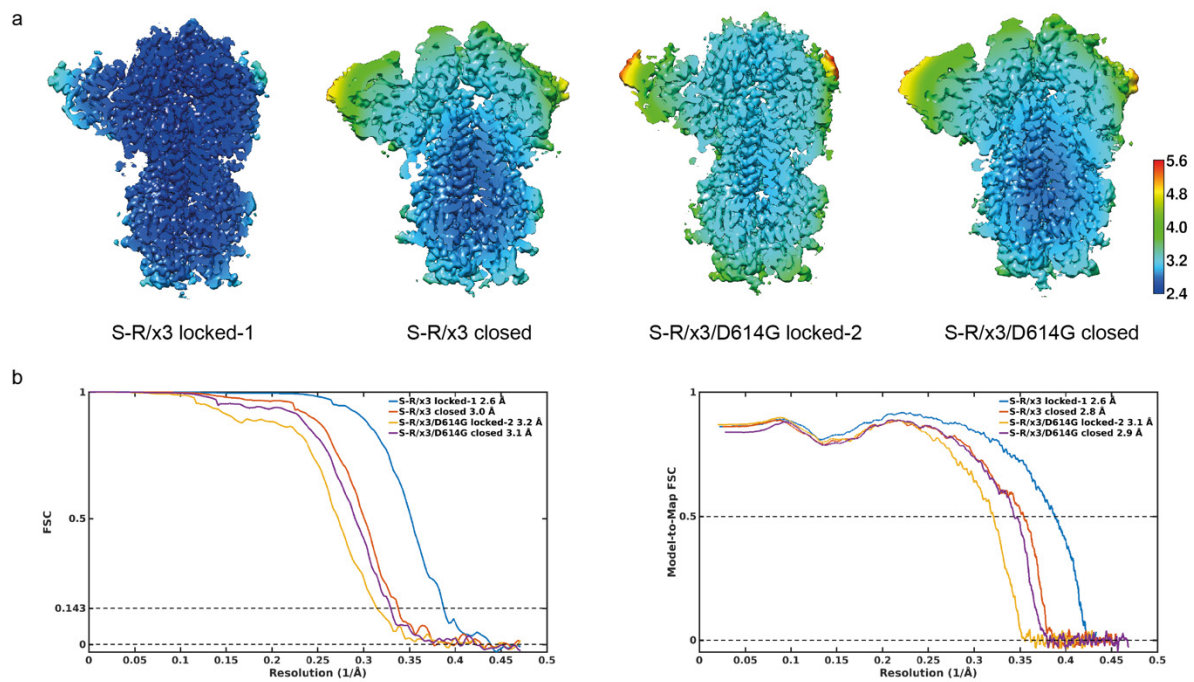 a
5.6
4.8
4.0
3.2
2.4
S-R/x3 locked-1
S-R/x3 closed
S-R/x3/D614G locked-2
S-R/x3/D614G closed
b
1
0.5
0.143
0
FSC
S-R/x3 locked-1 2.6 Å
S-R/x3 closed 3.0 Å
S-R/x3/D614G locked-2 3.2 Å
S-R/x3/D614G closed 3.1 Å
0 0.05 0.1 0.15 0.2 0.25 0.3 0.35 0.4 0.45 0.5
Resolution (1/Å)
1
0.5
0
Model-to-Map FSC
S-R/x3 locked-1 2.6 Å
S-R/x3 closed 2.8 Å
S-R/x3/D614G locked-2 3.1 Å
S-R/x3/D614G closed 2.9 Å
0 0.05 0.1 0.15 0.2 0.25 0.3 0.35 0.4 0.45 0.5
Resolution (1/Å)